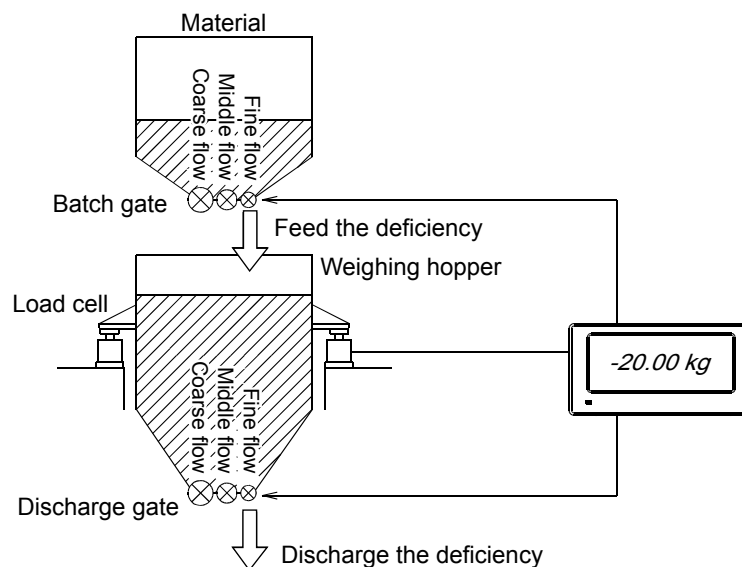 Material
Coarse flow
Middle flow
Fine flow
Batch gate
Feed the deficiency
Weighing hopper
Load cell
-20.00 kg
Coarse flow
Middle flow
Fine flow
Discharge gate
Discharge the deficiency